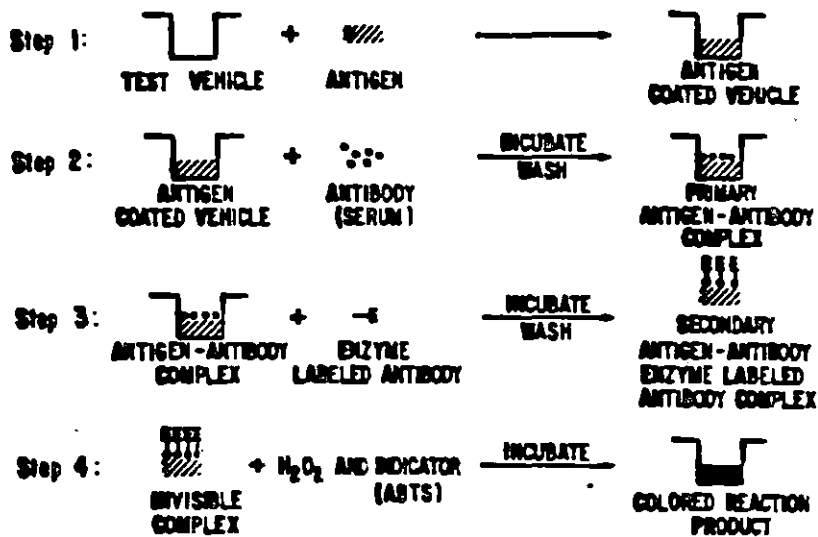 Step 1:
+
TEST VEHICLE
ANTIGEN
ANTIGEN
COATED VEHICLE
Step 2:
+
INCUBATE
WASH
ANTIGEN
COATED VEHICLE
ANTIBODY
(SERUM)
PRIMARY
ANTIGEN-ANTIBODY
COMPLEX
Step 3:
+
INCUBATE
WASH
E E E
ANTIGEN-ANTIBODY
COMPLEX
ENZYME
LABELED ANTIBODY
SECONDARY
ANTIGEN-ANTIBODY
ENZYME LABELED
ANTIBODY COMPLEX
Step 4:
EEEE
+ H₂O₂ AND INDICATOR
(ABTS)
INCUBATE
INVISIBLE
COMPLEX
COLORED REACTION
PRODUCT